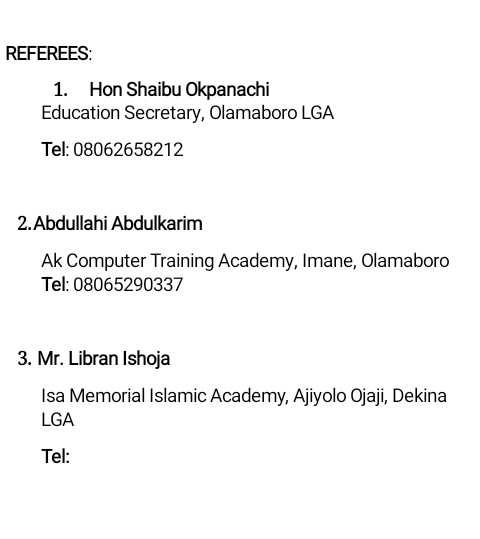 REFEREES:
1. Hon Shaibu Okpanachi
Education Secretary, Olamaboro LGA
Tel: 08062658212
2.Abdullahi Abdulkarim
Ak Computer Training Academy, Imane, Olamaboro
Tel: 08065290337
3. Mr. Libran Ishoja
Isa Memorial Islamic Academy, Ajiyolo Ojaji, Dekina
LGA
Tel: